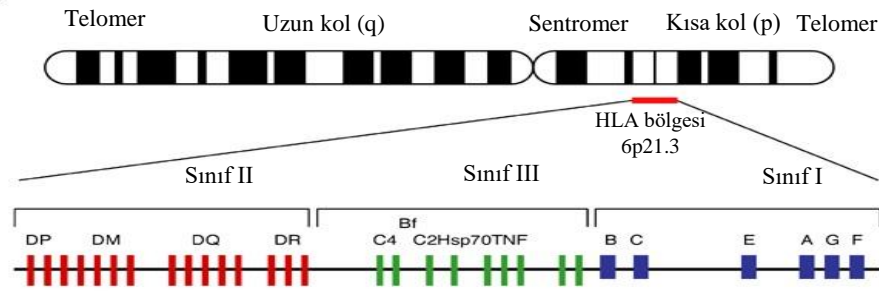 Telomer Uzun kol (q) Sentromer Kısa kol (p) Telomer
HLA bölgesi
6p21.3
Sınıf II Sınıf III Sınıf I
Bf
DP DM DQ DR C4 C2Hsp70TNF B C E A G F